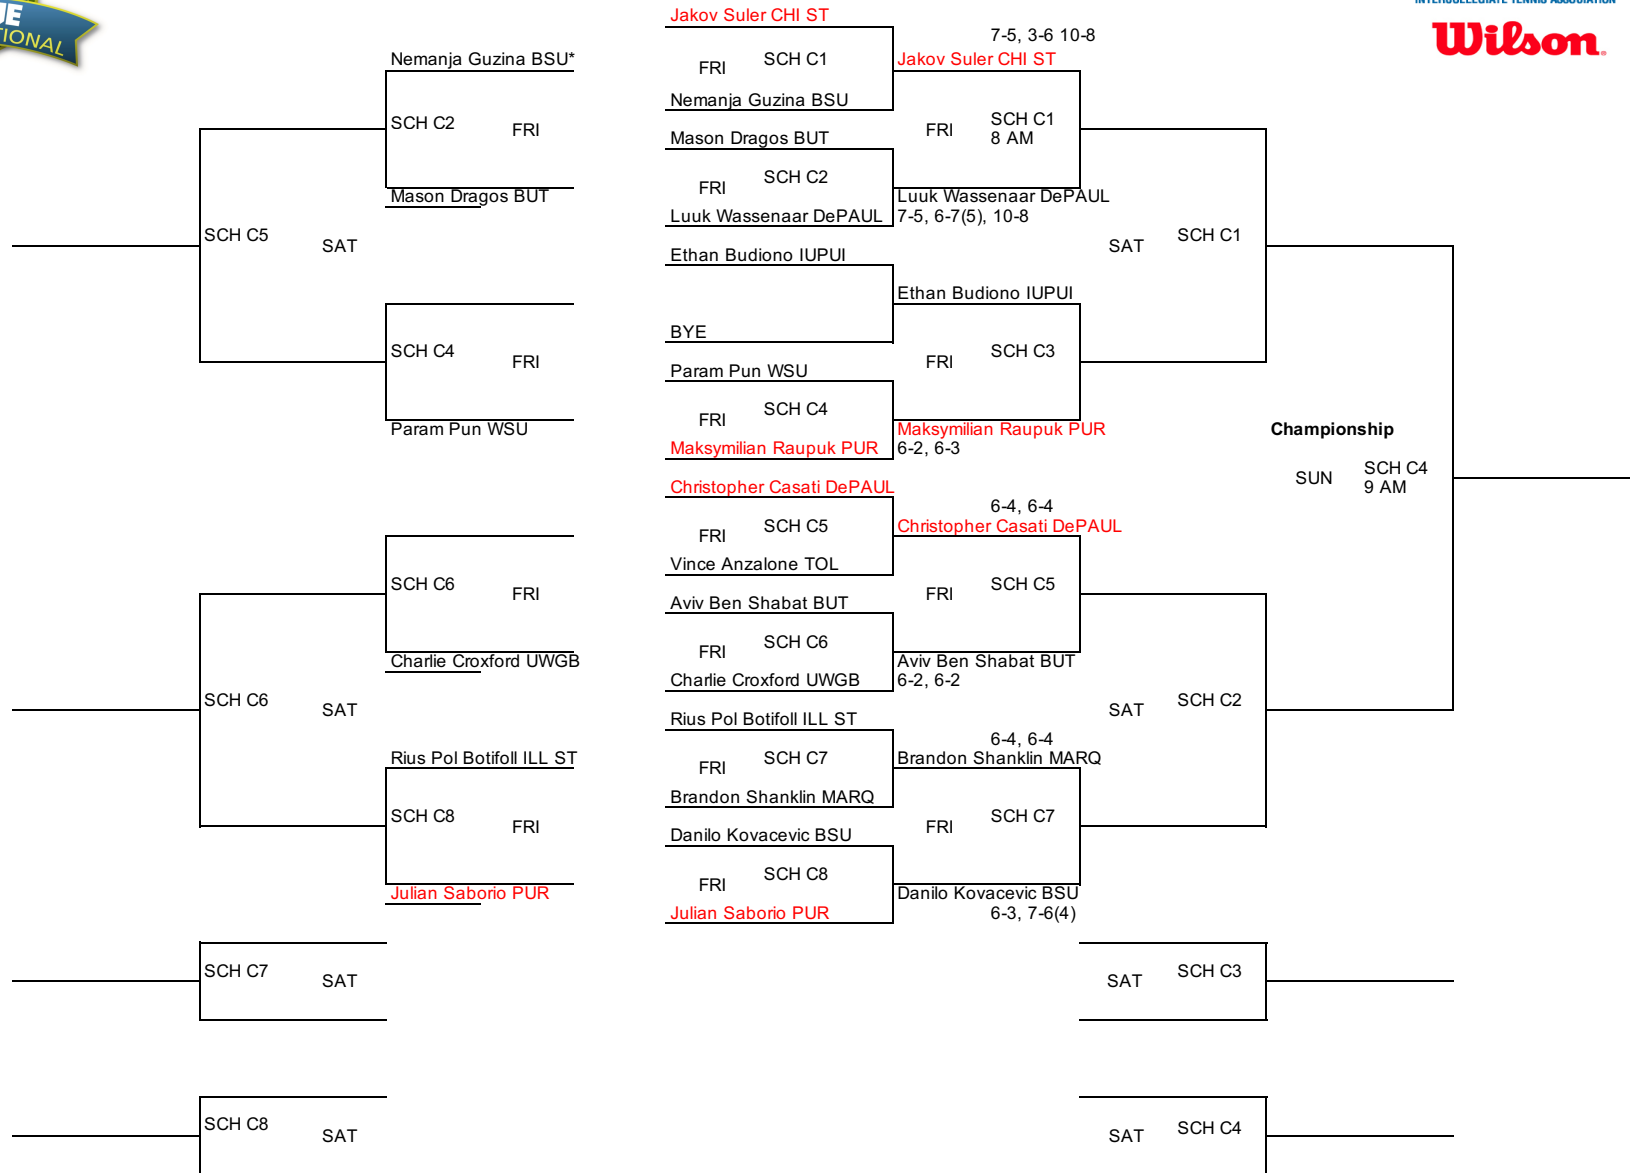 Jakov Suler CHI ST
7-5, 3-6 10-8
Wilson
Nemanja Guzina BSU*
FRI
SCH C1
Jakov Suler CHI ST
Nemanja Guzina BSU
SCH C2
FRI
Mason Dragos BUT
FRI
SCH C1
8 AM
FRI
SCH C2
Mason Dragos BUT
Luuk Wassenaar DePAUL
Luuk Wassenaar DePAUL
7-5, 6-7(5), 10-8
SCH C5
SAT
Ethan Budiono IUPUI
SAT
SCH C1
Ethan Budiono IUPUI
BYE
SCH C4
FRI
Param Pun WSU
FRI
SCH C3
FRI
SCH C4
Param Pun WSU
Maksymilian Raupuk PUR
Maksymilian Raupuk PUR
6-2, 6-3
Championship
SUN
SCH C4
9 AM
Christopher Casati DePAUL
6-4, 6-4
FRI
SCH C5
Christopher Casati DePAUL
Vince Anzalone TOL
SCH C6
FRI
Aviv Ben Shabat BUT
FRI
SCH C5
FRI
SCH C6
Charlie Croxford UWGB
Charlie Croxford UWGB
Aviv Ben Shabat BUT
6-2, 6-2
SCH C6
SAT
Rius Pol Botifoll ILL ST
SAT
SCH C2
6-4, 6-4
Rius Pol Botifoll ILL ST
FRI
SCH C7
Brandon Shanklin MARQ
Brandon Shanklin MARQ
SCH C8
FRI
Danilo Kovacevic BSU
FRI
SCH C7
FRI
SCH C8
Julian Saborio PUR
Julian Saborio PUR
Danilo Kovacevic BSU
6-3, 7-6(4)
SCH C7
SAT
SAT
SCH C3
SCH C8
SAT
SAT
SCH C4